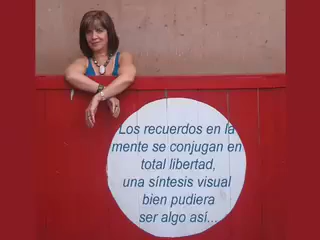 Los recuerdos en la
mente se conjugan en
total libertad,
una síntesis visual
bien pudiera
ser algo así...